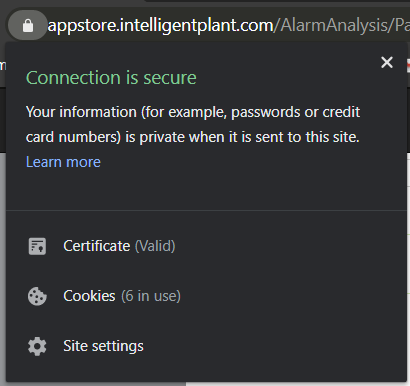 appstore.intelligentplant.com/AlarmAnalysis/Pa
Connection is secure
Your information (for example, passwords or credit
card numbers) is private when it is sent to this site.
Learn more
Certificate (Valid)
Cookies (6 in use)
Site settings